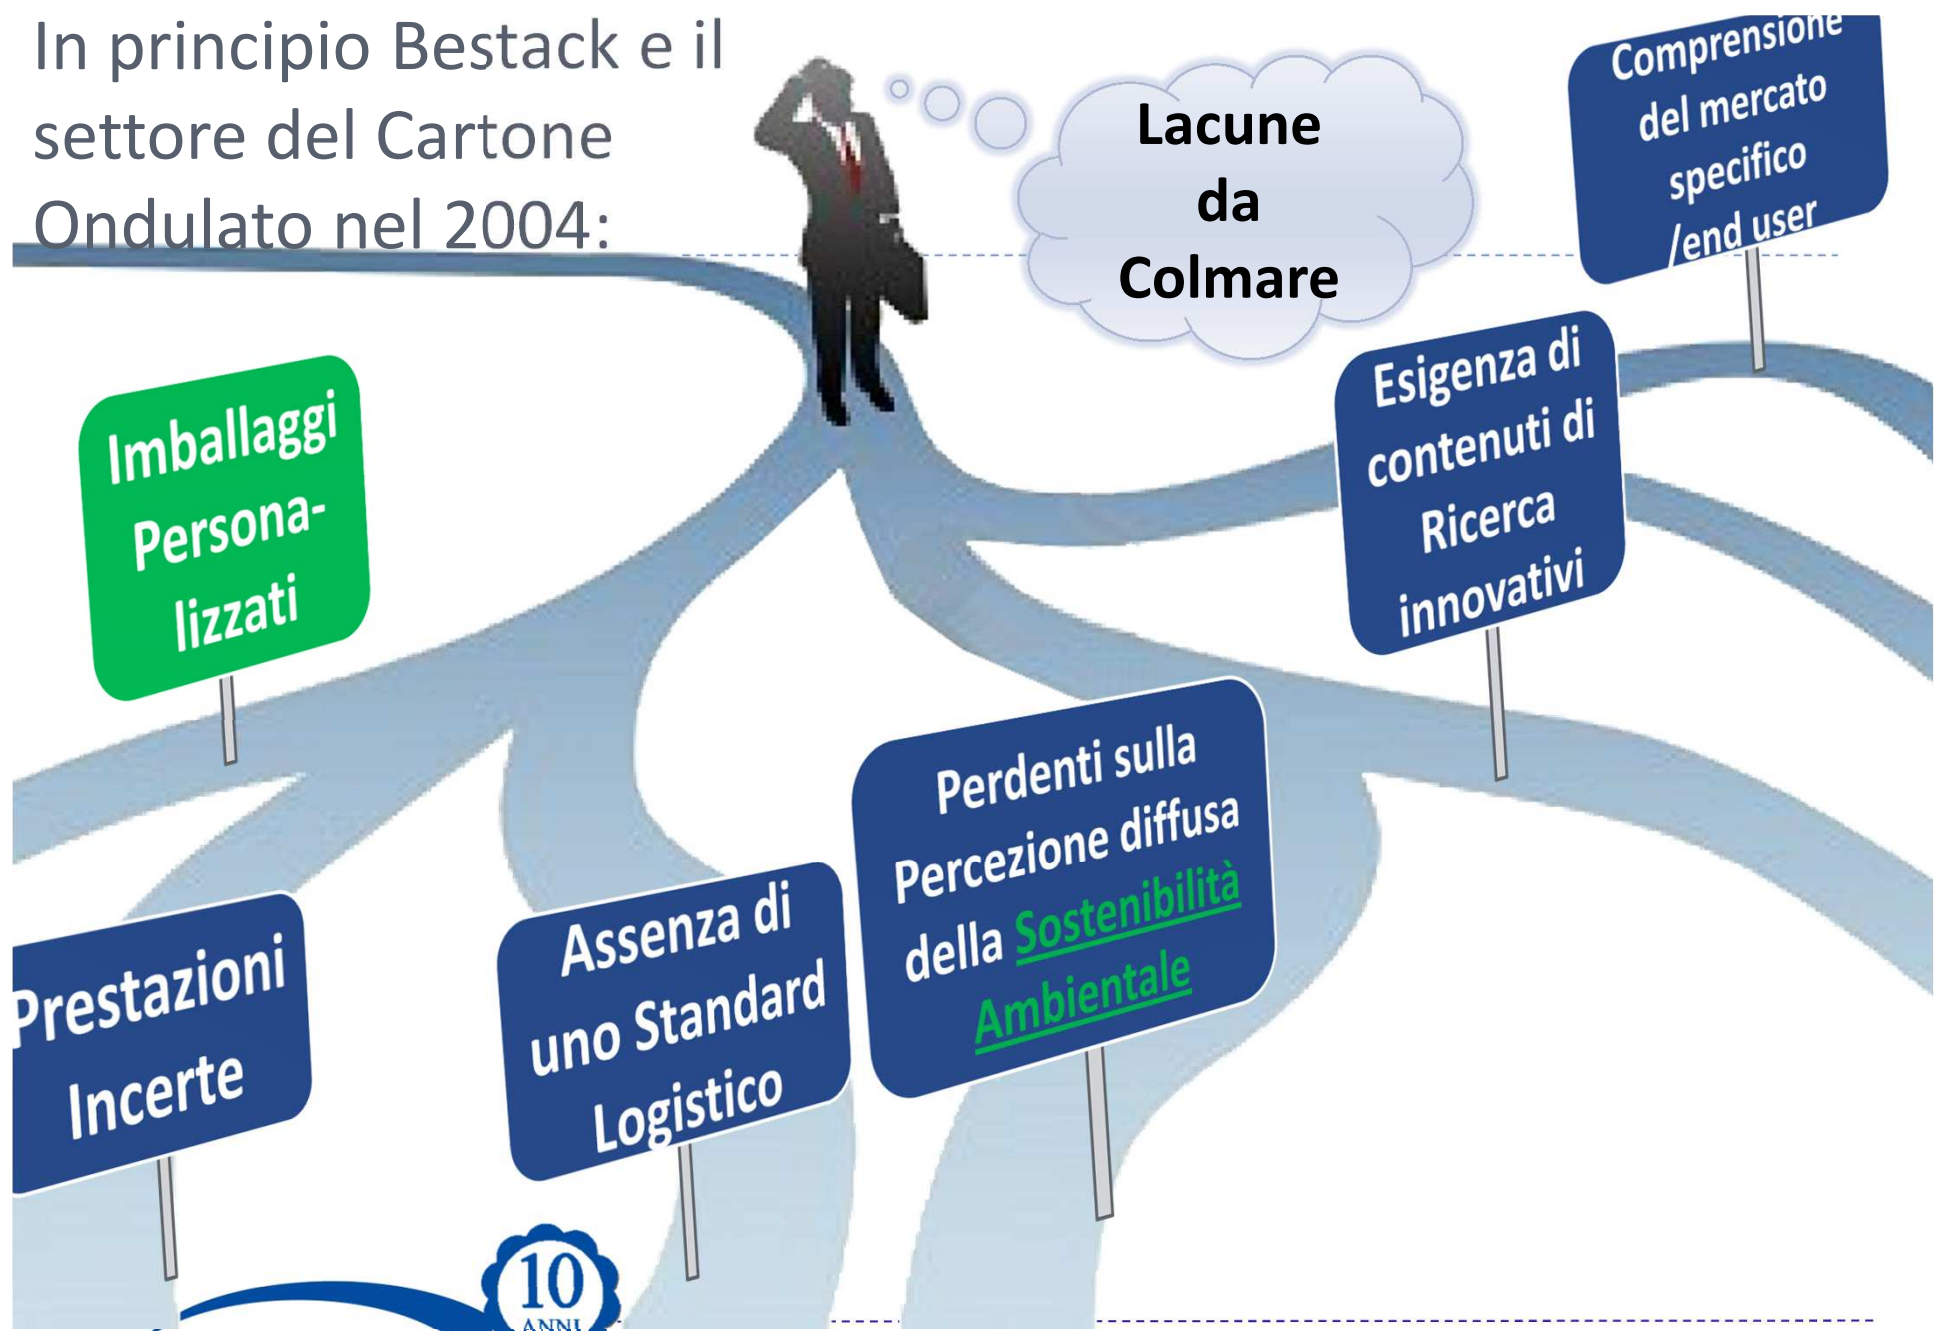 In principio Bestack e il
settore del Cartone
Ondulato nel 2004:
Lacune
da
Colmare
Comprensione
del mercato
specifico
/end user
Esigenza di
contenuti di
Ricerca
innovativi
Imballaggi
Persona-
lizzati
Perdenti sulla
Percezione diffusa
della Sostenibilità
Ambientale
Assenza di
uno Standard
Logistico
Prestazioni
Incerte
10
ANNI